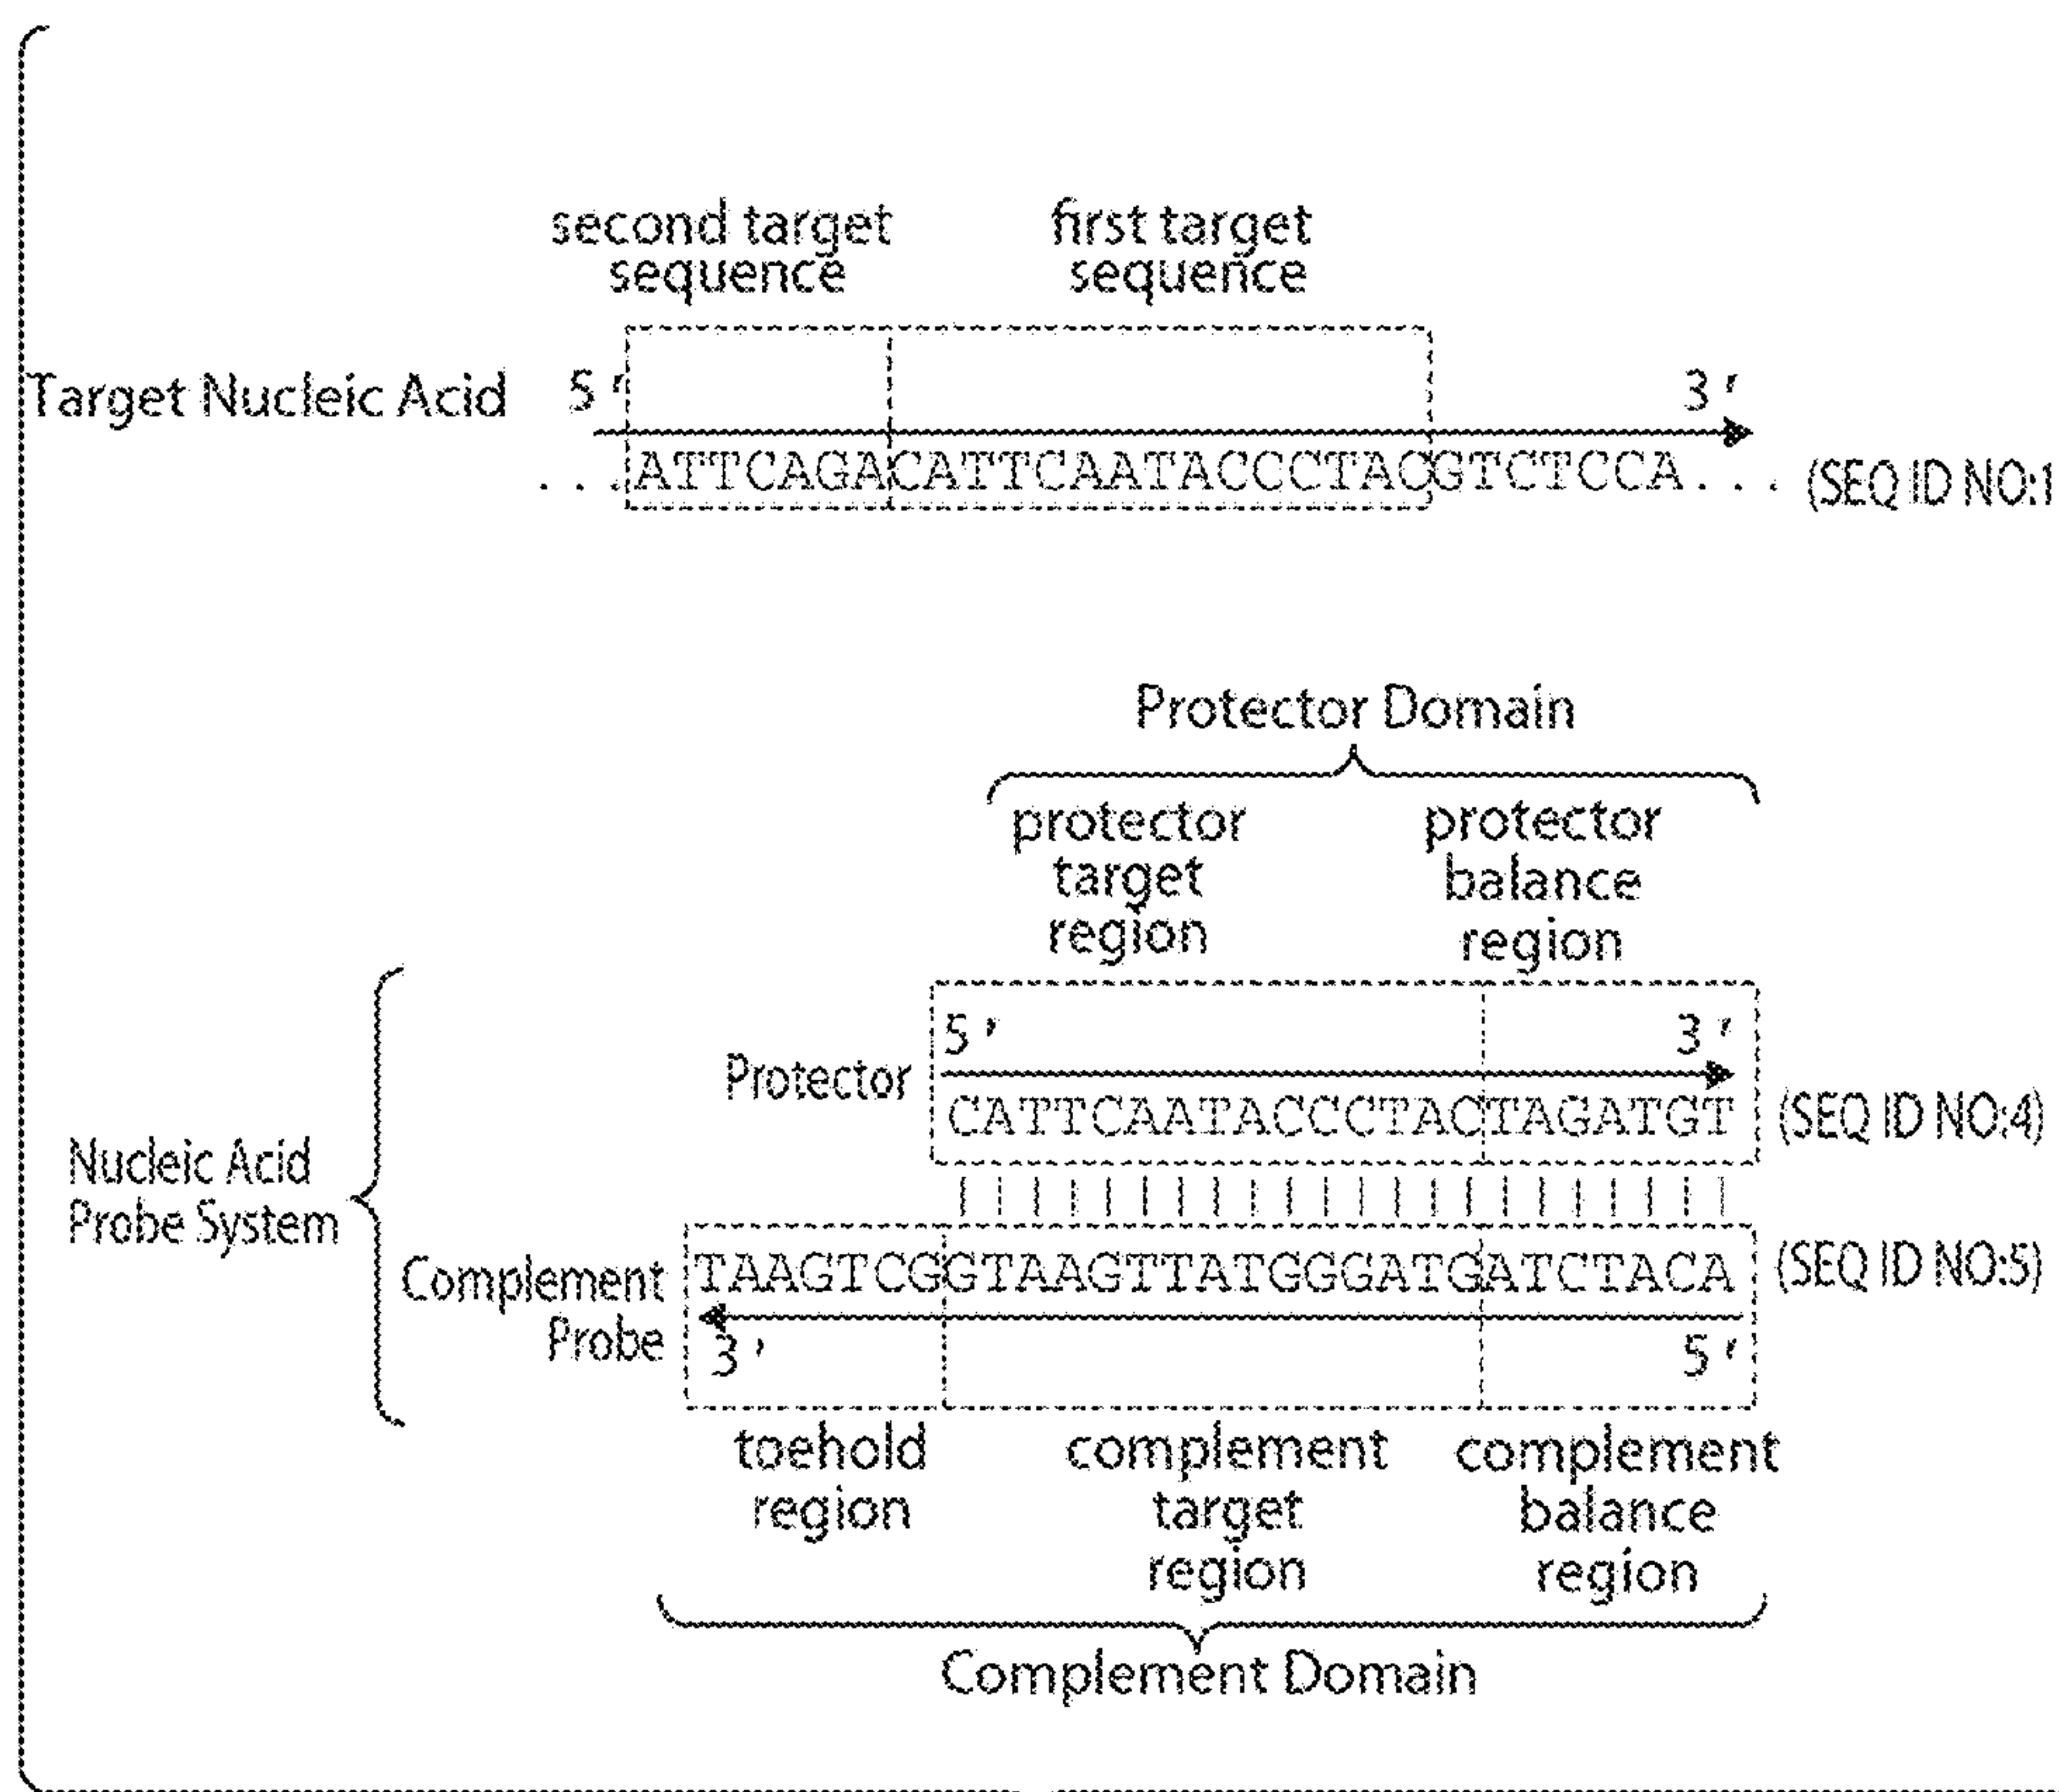 second target
sequence
first target
sequence
Target Nucleic Acid
5'
3'
...ATTCAGACATTCAATACCCTACGTCTCCA...
(SEQ ID NO:1
Protector Domain
protector
target
region
protector
balance
region
5'
3'
Protector
CATTCAATACCCTACTAGATGT
(SEQ ID NO:4)
Nucleic Acid
Probe System
Complement
Probe
TAAGTCGGTAAGTTATGGGATGATCTACA
(SEQ ID NO:5)
3'
5'
toehold
region
complement
target
region
complement
balance
region
Complement Domain